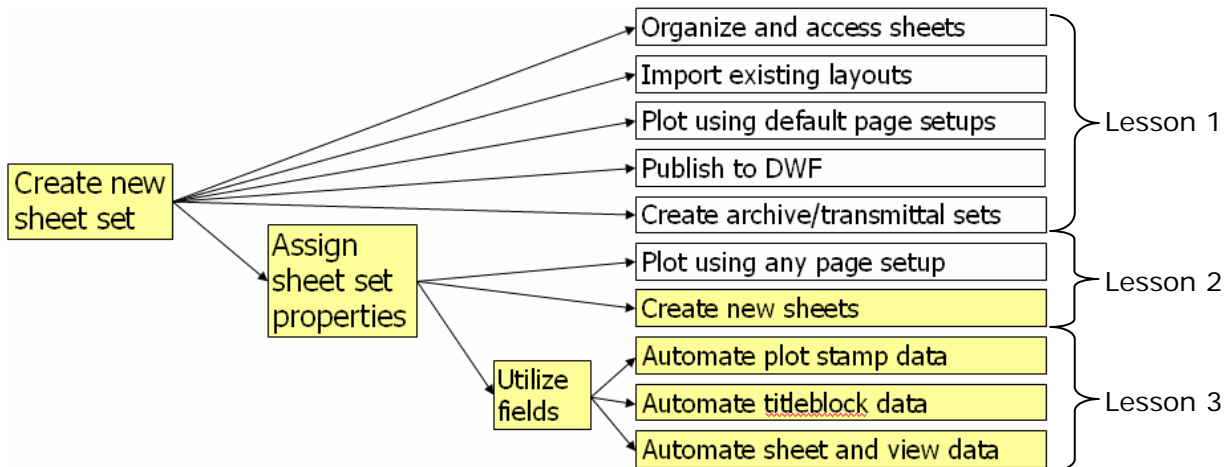 Organize and access sheets
Import existing layouts
Plot using default page setups
Publish to DWF
Create archive/transmittal sets
Lesson 1
Create new
sheet set
Assign
sheet set
properties
Plot using any page setup
Create new sheets
Lesson 2
Utilize
fields
Automate plot stamp data
Automate titleblock data
Automate sheet and view data
Lesson 3